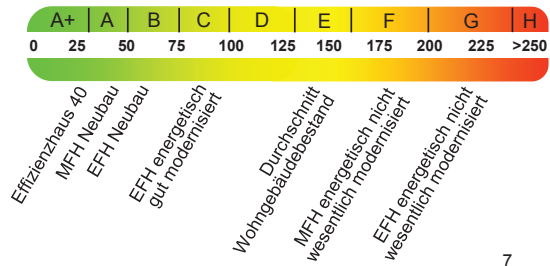 A+ A B C D E F G H
0 25 50 75 100 125 150 175 200 225 >250
Effizienzhaus 40
MFH Neubau
EFH Neubau
EFH energetisch
gut modernisiert
Durchschnitt
Wohngebäudebestand
MFH energetisch nicht
wesentlich modernisiert
EFH energetisch nicht
wesentlich modernisiert
7